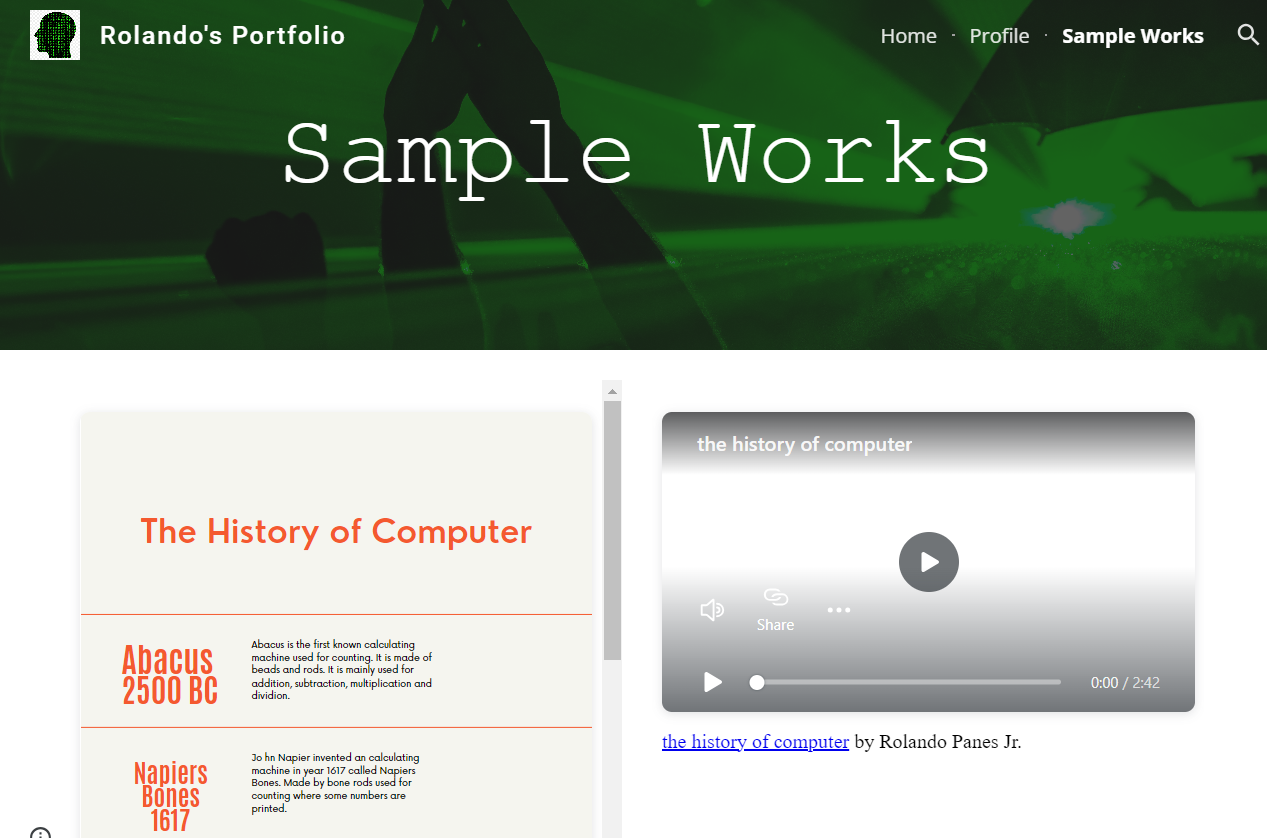 Rolando's Portfolio
Home · Profile · Sample Works
Sample Works
The History of Computer
Abacus
2500 BC
Abacus is the first known calculating
machine used for counting. It is made of
beads and rods. It is mainly used for
addition, subtraction, multiplication and
dividion.
Napiers
Bones
1617
Jo hn Napier invented an calculating
machine in year 1617 called Napiers
Bones. Made by bone rods used for
counting where some numbers are
printed.
the history of computer
Share
0:00 / 2:42
the history of computer by Rolando Panes Jr.